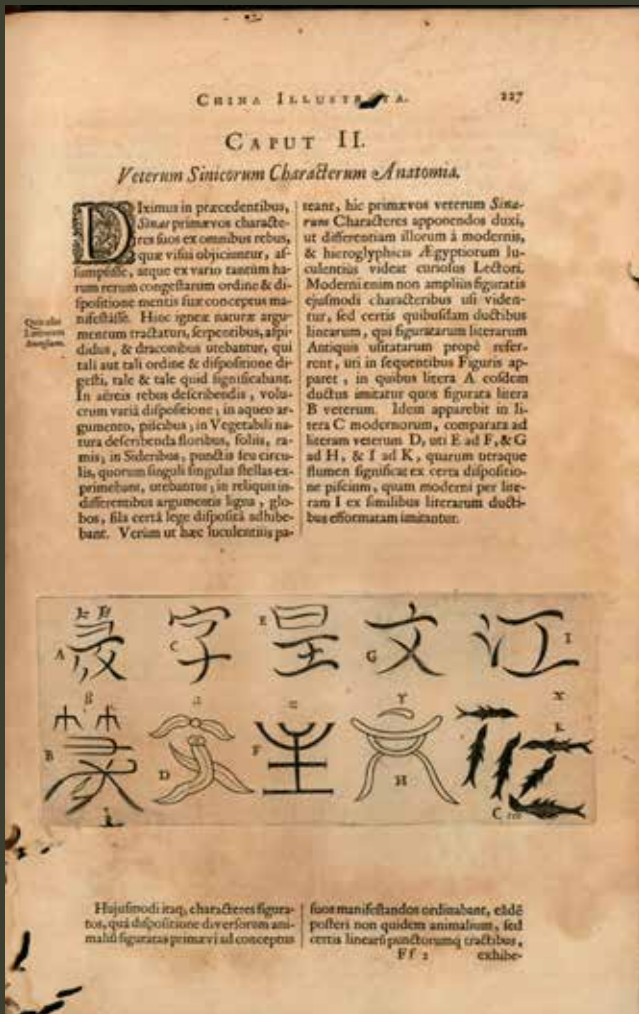 CHINA ILLUSTRATA. 227
CAPUT II.
Veterum Sinicorum Characterum Anatomia.
DIximus in præcedentibus,
Sinas primævos characte-
res suos ex omnibus rebus,
quæ visui objiciuntur, as-
sumpsisse, atque ex vario tantùm ha-
rum rerum congestarum ordine & di-
spositione mentis suæ conceptus ma-
nifestâsse. Hinc igneæ naturæ argu-
mentum tractaturi, serpentibus, aspi-
didus, & draconibus utebantur, qui
tali aut tali ordine & dispositione di-
gesti, tale & tale quid significabant.
In aëreis rebus describendis, volu-
crum variâ dispositione; in aqueo ar-
gumento, piscibus; in Vegetabili na-
tura describenda floribus, foliis, ra-
mis; in Sideribus, punctis seu circu-
lis, quorum singuli singulas stellas ex-
primebant, utebantur; in reliquis in-
differentibus argumentis ligna, glo-
bos, fila certâ lege disposita adhibe-
bant. Verùm ut hæc luculentiùs pa-
teant, hic primævos veterum Sina-
rum Characteres apponendos duxi,
ut differentiam illorum à modernis,
& hieroglyphicis Ægyptiorum lu-
culentiùs videat curiosus Lectori.
Moderni enim non ampliùs figuratis
ejusmodi characteribus usi viden-
tur, sed certis quibusdam ductibus
linearum, qui figuratarum literarum
Antiquis usitatarum propè refer-
rent, uti in sequentibus Figuris ap-
paret, in quibus litera A eosdem
ductus imitatur quos figurata litera
B veterum. Idem apparebit in li-
tera C modernorum, comparata ad
literam veterum D, uti E ad F, & G
ad H, & I ad K, quarum utraque
flumen significat ex certa dispositio-
ne piscium, quam moderni per lite-
ram I ex similibus literarum ducti-
bus efformatam imitantur.
A C 字 E G 文 江 I
B D F H K
Hujusmodi itaq; characteres figura-
tos, quâ dispositione diversorum ani-
maliũ figuratas primævi ad conceptus
suos manifestandos ordinabant, eâdẽ
posteri non quidem animalium, sed
certis linearũ punctorumq́ tractibus,
Ff 2 exhibe-